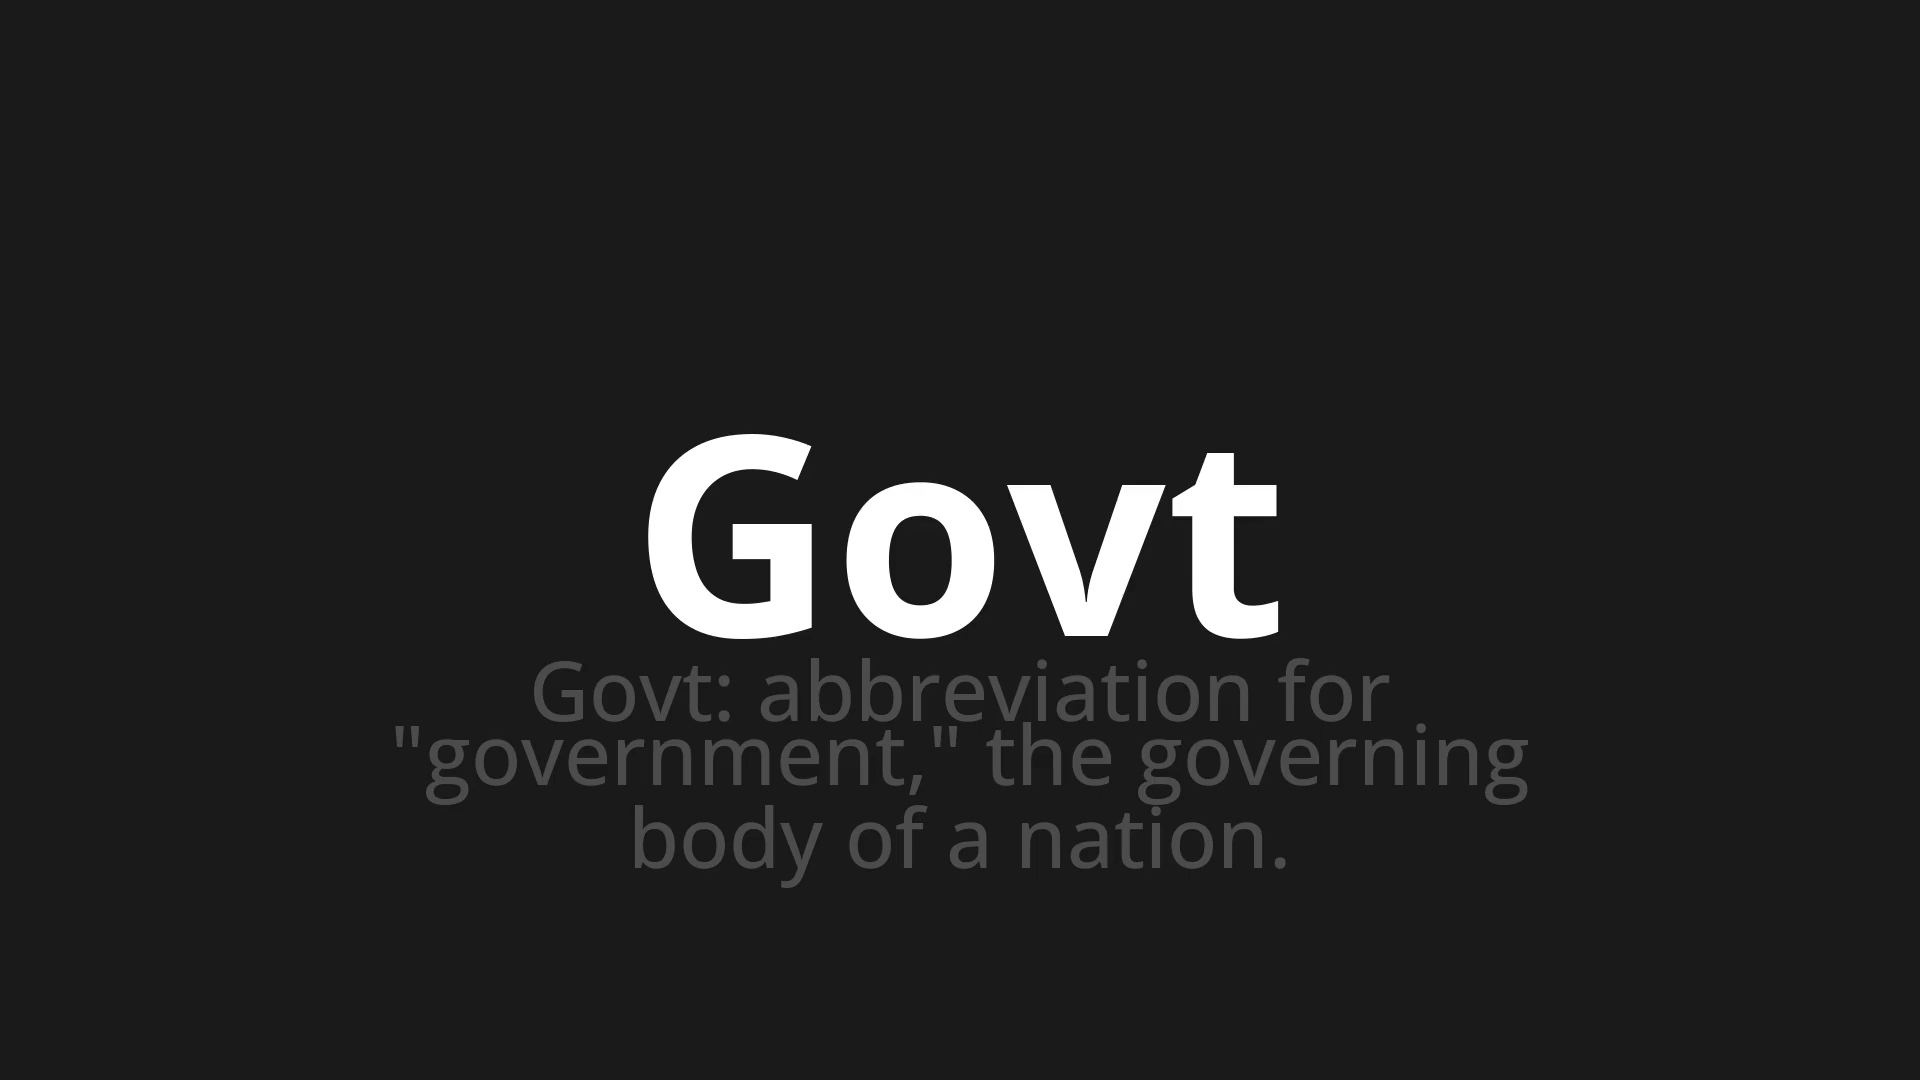 Govt
Govt: abbreviation for
"government," the governing
body of a nation.